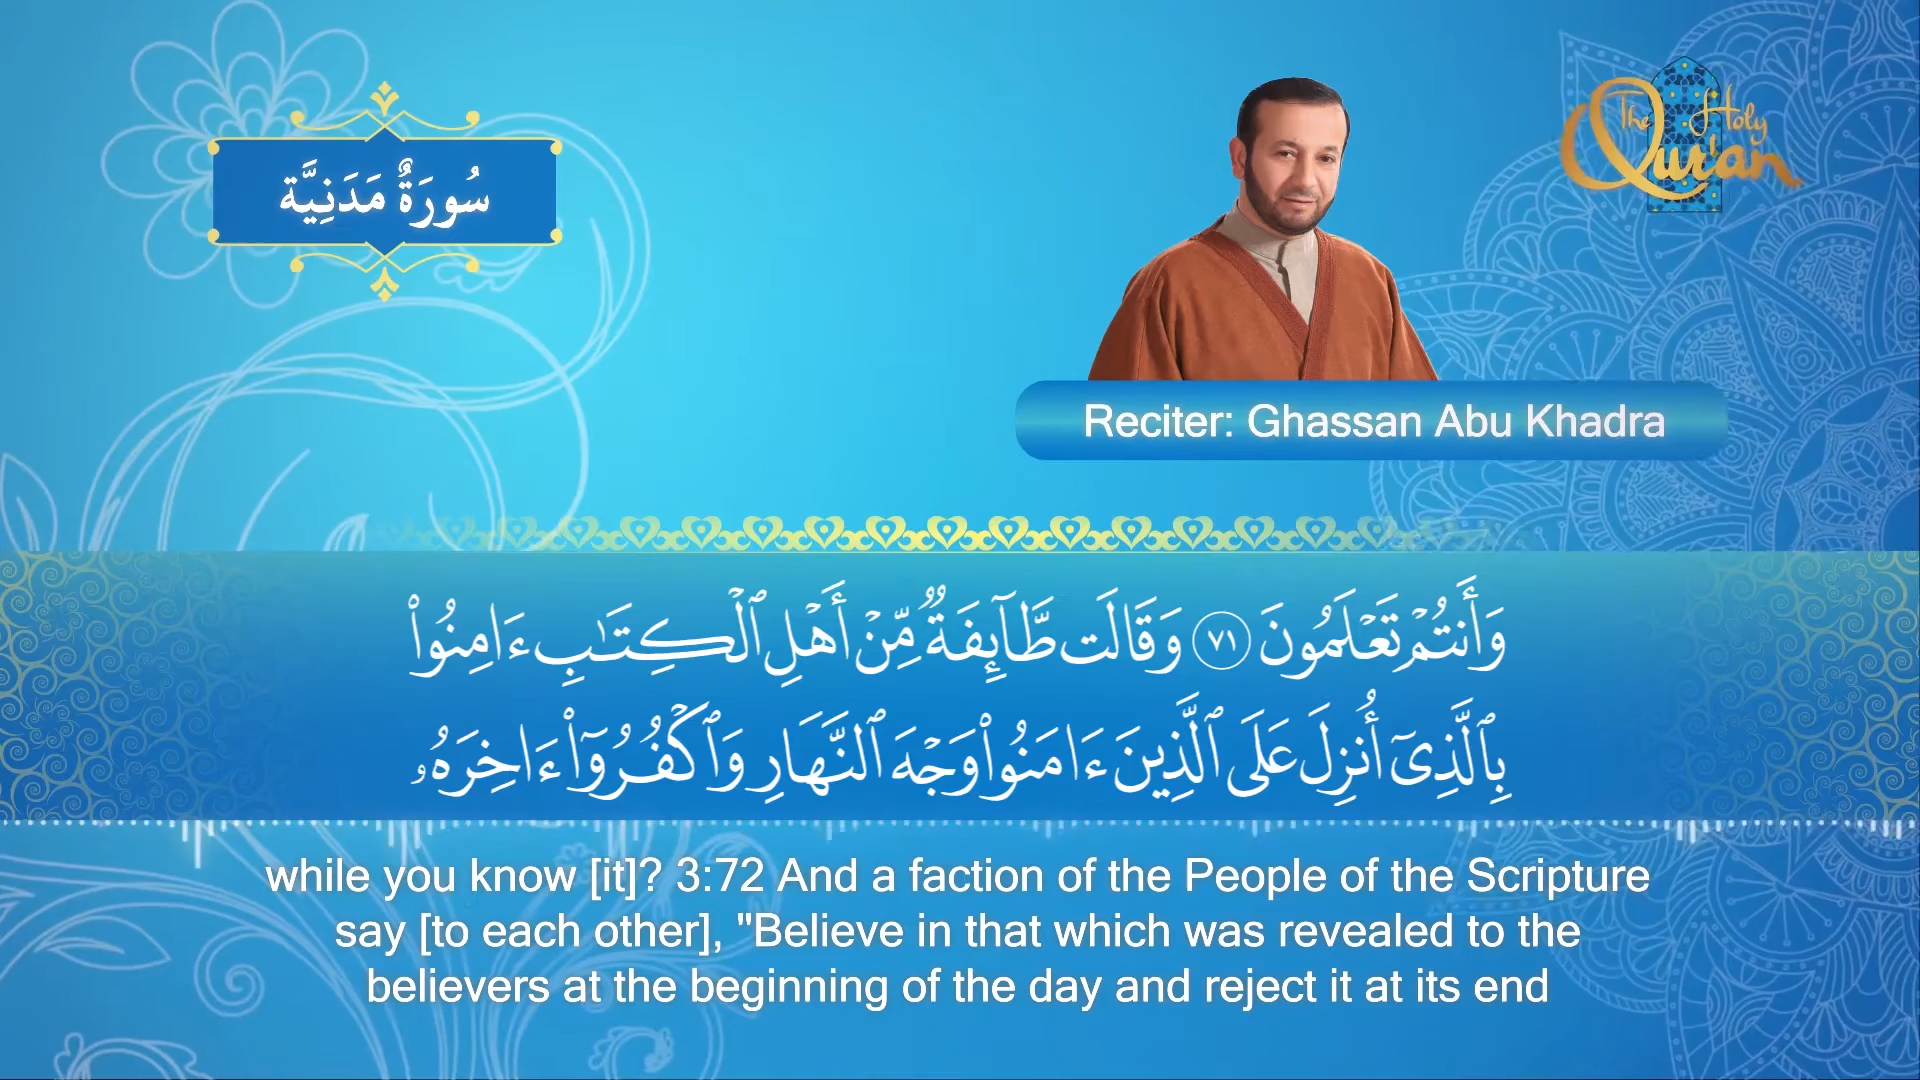 سُورَةٌ مَدَنِيَّة
The Holy
Qur'an
Reciter: Ghassan Abu Khadra
وَأَنتُمْ تَعْلَمُونَ ٧١ وَقَالَت طَّآئِفَةٌ مِّنْ أَهْلِ ٱلْكِتَٰبِ ءَامِنُوا۟
بِٱلَّذِىٓ أُنزِلَ عَلَى ٱلَّذِينَ ءَامَنُوا۟ وَجْهَ ٱلنَّهَارِ وَٱكْفُرُوٓا۟ ءَاخِرَهُۥ
while you know [it]? 3:72 And a faction of the People of the Scripture
say [to each other], "Believe in that which was revealed to the
believers at the beginning of the day and reject it at its end